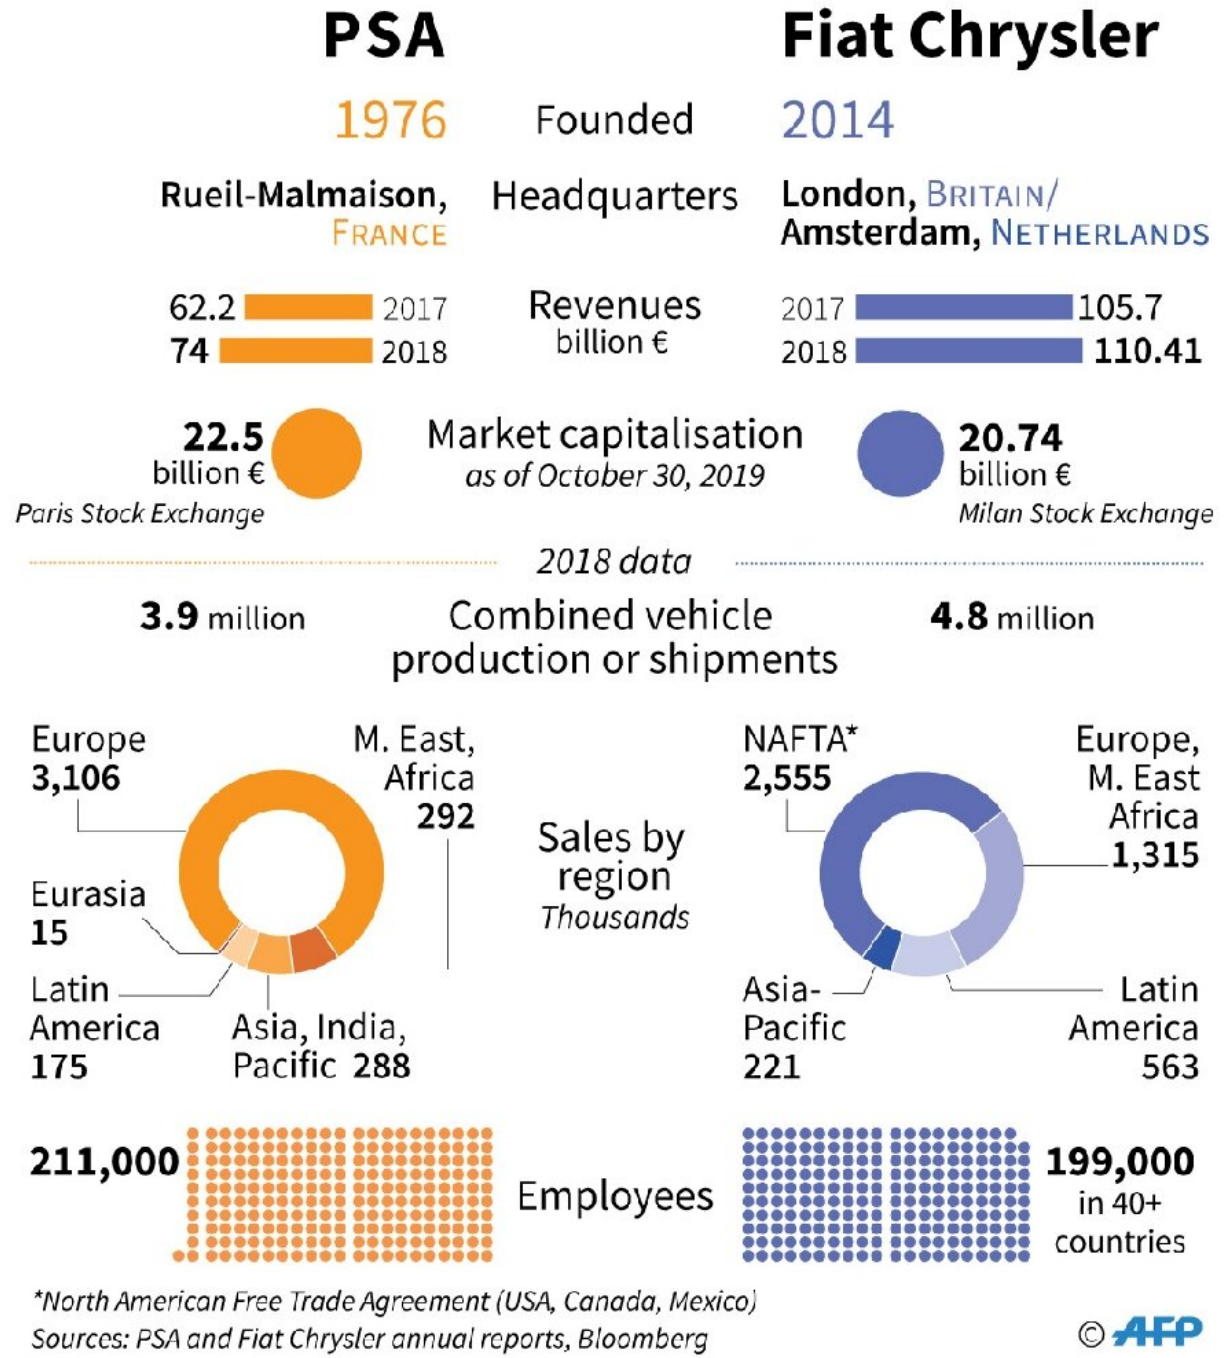 PSA
Fiat Chrysler
1976
Founded
2014
Rueil-Malmaison,
FRANCE
Headquarters
London, BRITAIN/
Amsterdam, NETHERLANDS
62.2 2017
74 2018
Revenues
billion €
2017 105.7
2018 110.41
22.5
billion €
Paris Stock Exchange
Market capitalisation
as of October 30, 2019
20.74
billion €
Milan Stock Exchange
2018 data
3.9 million
Combined vehicle
production or shipments
4.8 million
Europe
3,106
M. East,
Africa
292
Eurasia
15
Latin
America
175
Asia, India,
Pacific 288
Sales by
region
Thousands
NAFTA*
2,555
Europe,
M. East
Africa
1,315
Asia-
Pacific
221
Latin
America
563
211,000
Employees
199,000
in 40+
countries
*North American Free Trade Agreement (USA, Canada, Mexico)
Sources: PSA and Fiat Chrysler annual reports, Bloomberg
© AFP